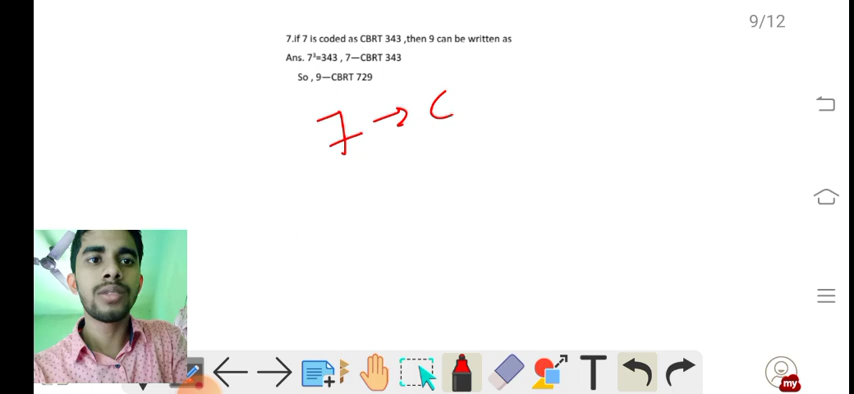 9/12
7.if 7 is coded as CBRT 343 ,then 9 can be written as
Ans. 7³=343 , 7—CBRT 343
So , 9—CBRT 729
7 → C
T
my